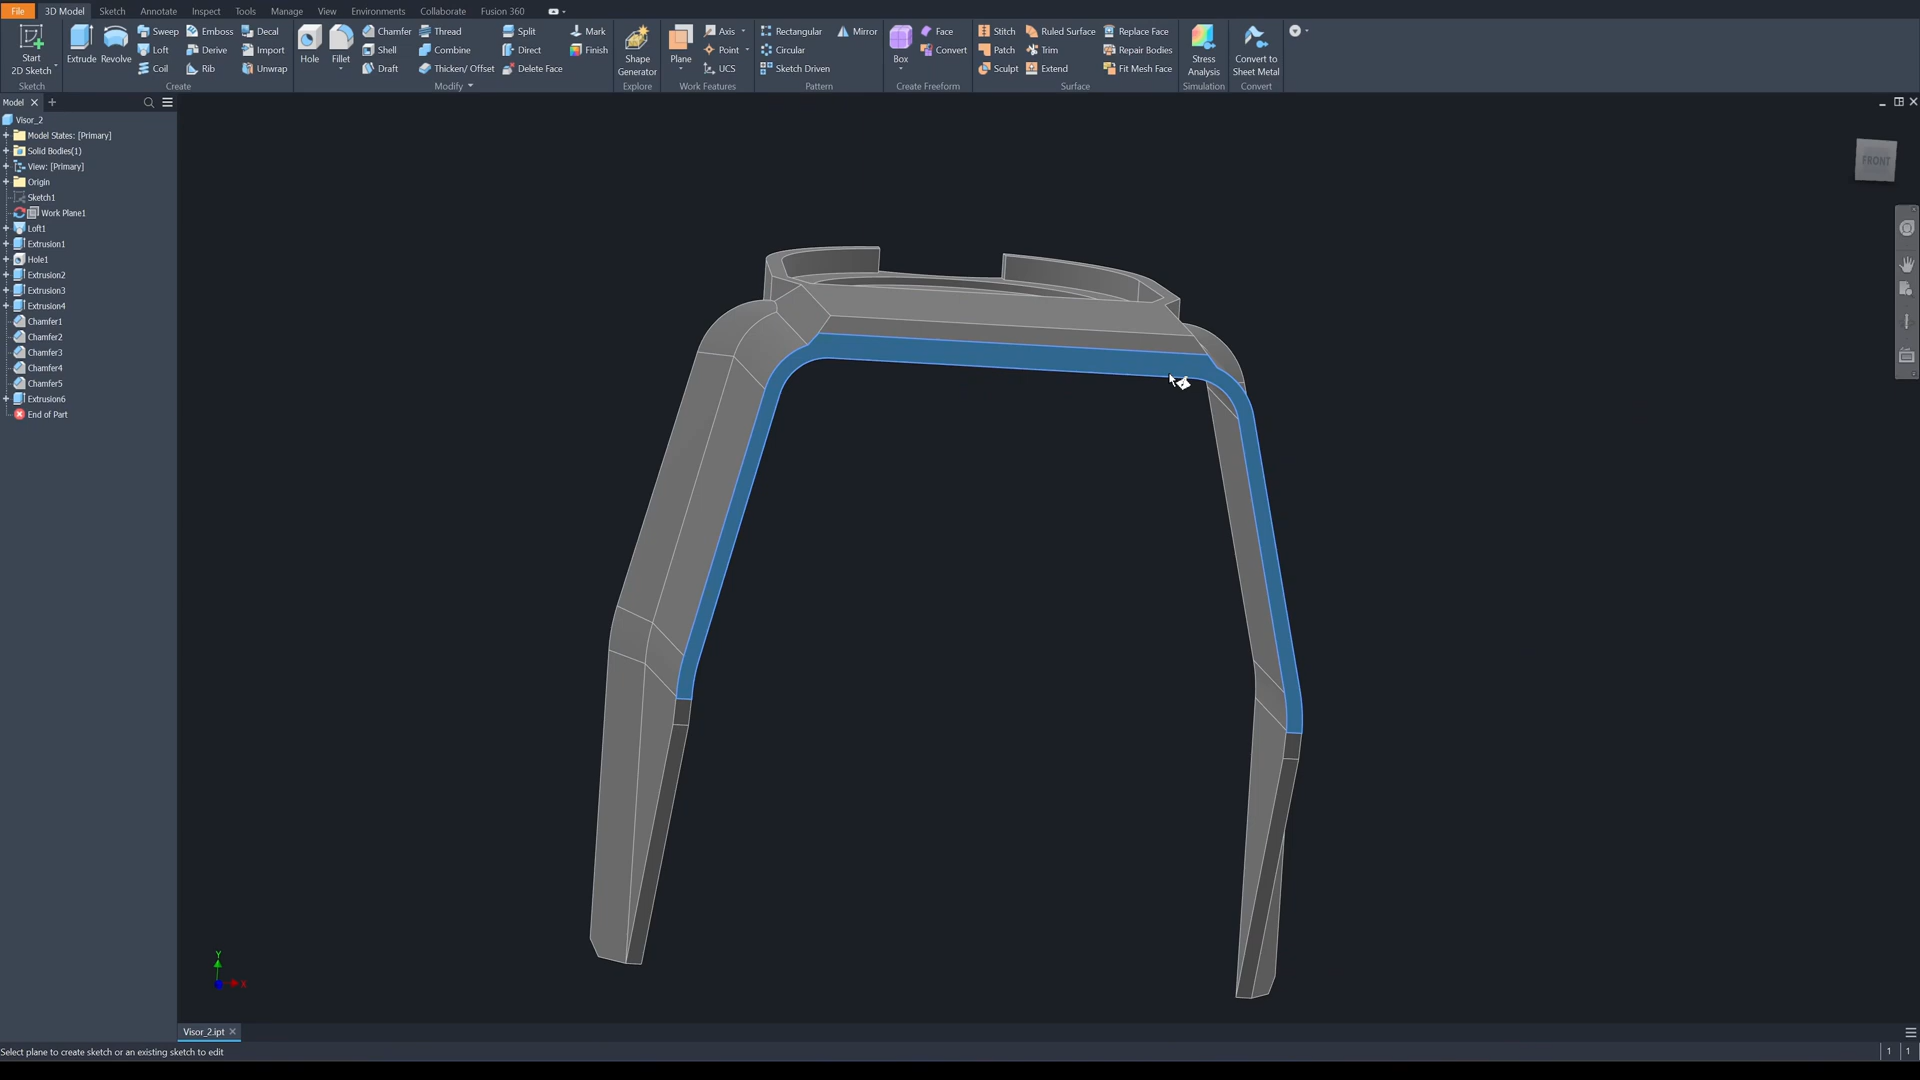 File 3D Model Sketch Annotate Inspect Tools Manage View Environments Collaborate Fusion 360
Start 2D Sketch
Extrude Revolve
Sweep Emboss Decal
Loft Derive Import
Coil Rib Unwrap
Hole Fillet
Chamfer Thread Split Mark
Shell Combine Direct Finish
Draft Thicken/ Offset Delete Face
Shape Generator
Plane
Axis
Point
UCS
Rectangular Mirror
Circular
Sketch Driven
Box
Face
Convert
Stitch Ruled Surface Replace Face
Patch Trim Repair Bodies
Sculpt Extend Fit Mesh Face
Stress Analysis
Convert to Sheet Metal
Sketch Create Modify Explore Work Features Pattern Create Freeform Surface Simulation Convert
Model
Visor_2
Model States: [Primary]
Solid Bodies(1)
View: [Primary]
Origin
Sketch1
Work Plane1
Loft1
Extrusion1
Hole1
Extrusion2
Extrusion3
Extrusion4
Chamfer1
Chamfer2
Chamfer3
Chamfer4
Chamfer5
Extrusion6
End of Part
FRONT
Y
X
Visor_2.ipt
Select plane to create sketch or an existing sketch to edit
1 1